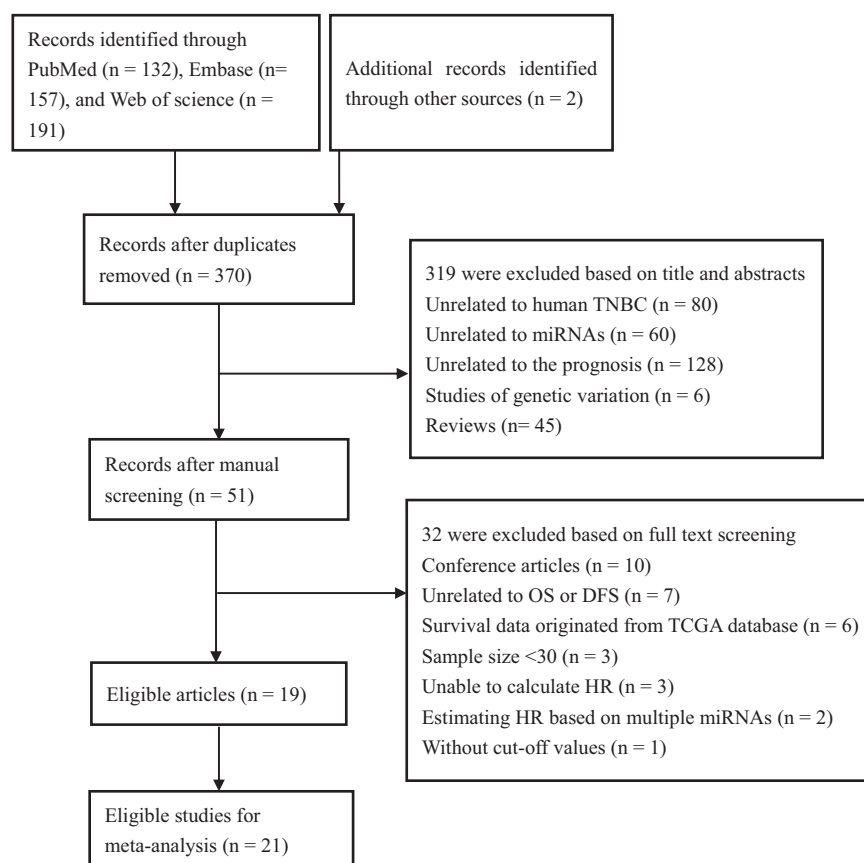 Records identified through
PubMed (n = 132), Embase (n=
157), and Web of science (n =
191)
Additional records identified
through other sources (n = 2)
Records after duplicates
removed (n = 370)
319 were excluded based on title and abstracts
Unrelated to human TNBC (n = 80)
Unrelated to miRNAs (n = 60)
Unrelated to the prognosis (n = 128)
Studies of genetic variation (n = 6)
Reviews (n= 45)
Records after manual
screening (n = 51)
32 were excluded based on full text screening
Conference articles (n = 10)
Unrelated to OS or DFS (n = 7)
Survival data originated from TCGA database (n = 6)
Sample size <30 (n = 3)
Unable to calculate HR (n = 3)
Estimating HR based on multiple miRNAs (n = 2)
Without cut-off values (n = 1)
Eligible articles (n = 19)
Eligible studies for
meta-analysis (n = 21)